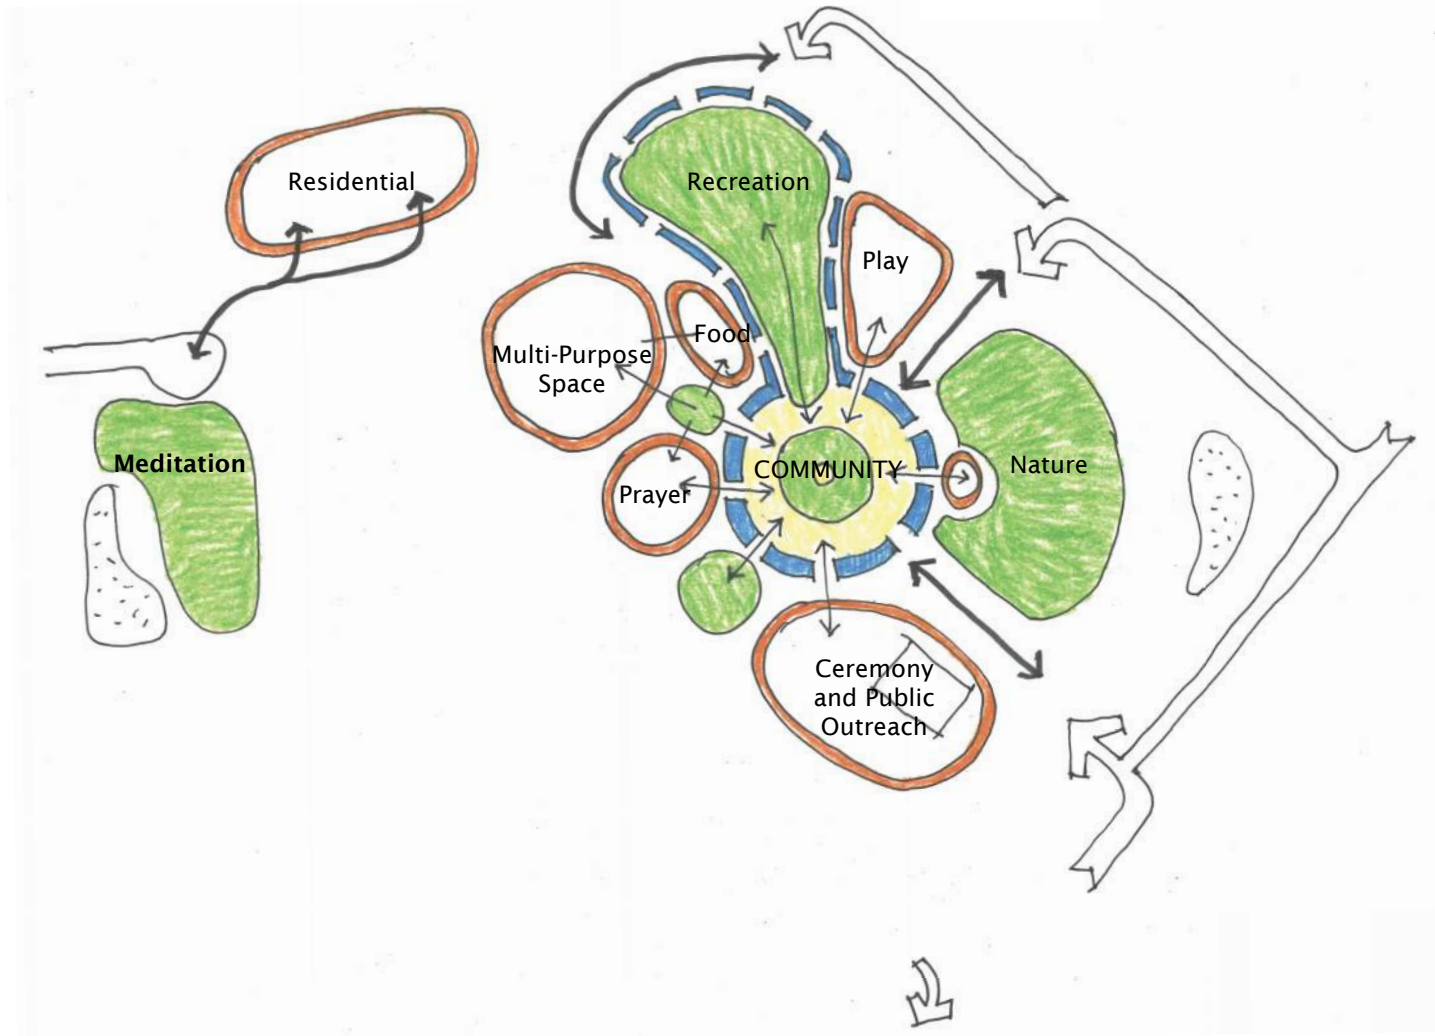 Residential
Recreation
Play
Food
Multi-Purpose
Space
Meditation
COMMUNITY
Nature
Prayer
Ceremony
and Public
Outreach